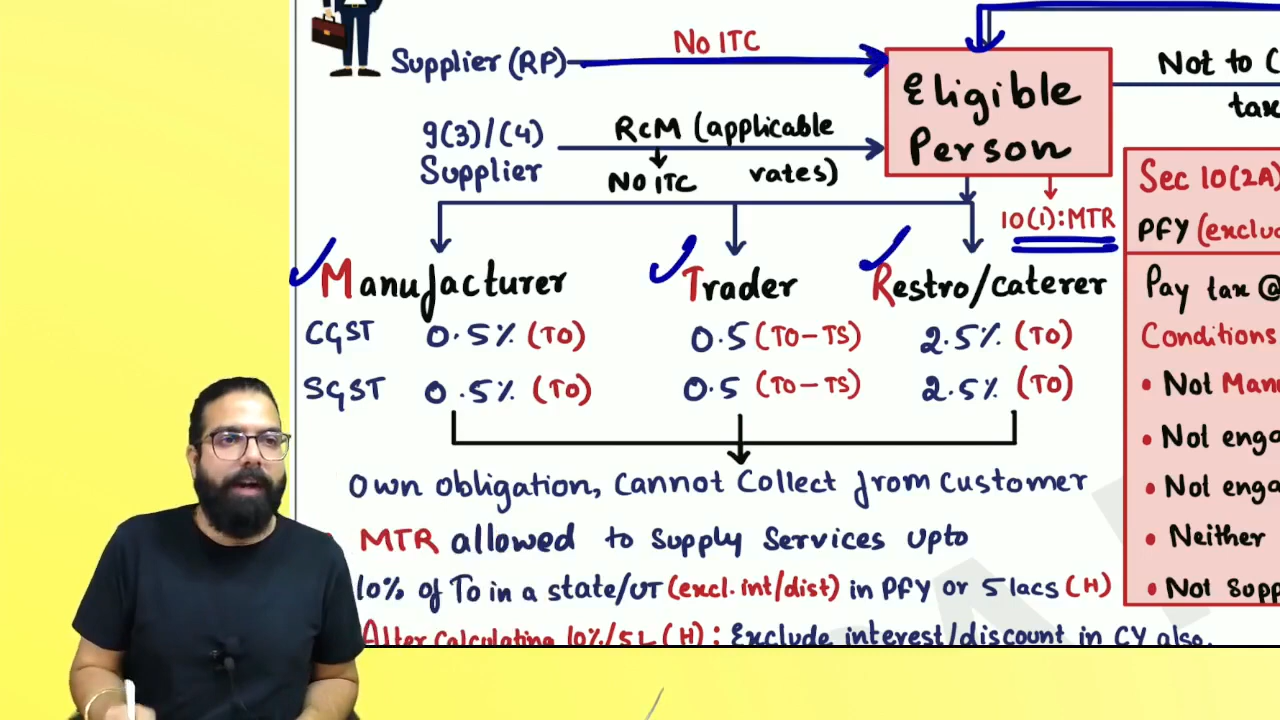 No ITC
Supplier (RP)
Eligible
Person
Not to
tax
9(3)/(4)
Supplier
RCM (applicable
rates)
NO ITC
10(1):MTR
Sec 10(2A)
PFY (exclu
Manufacturer
Trader
Restro/caterer
Pay tax @
CGST 0.5% (TO) 0.5 (TO-TS) 2.5% (TO)
Conditions
SGST 0.5% (TO) 0.5 (TO-TS) 2.5% (TO)
• Not Manu
• Not enga
• Not enga
• Neither
• Not Supp
Own obligation, Cannot Collect from Customer
MTR allowed to Supply Services upto
10% of TO in a state/UT (excl. int/dist) in PFY or 5 lacs (H)
After Calculating 10%/5L (H): Exclude interest/discount in CY also.